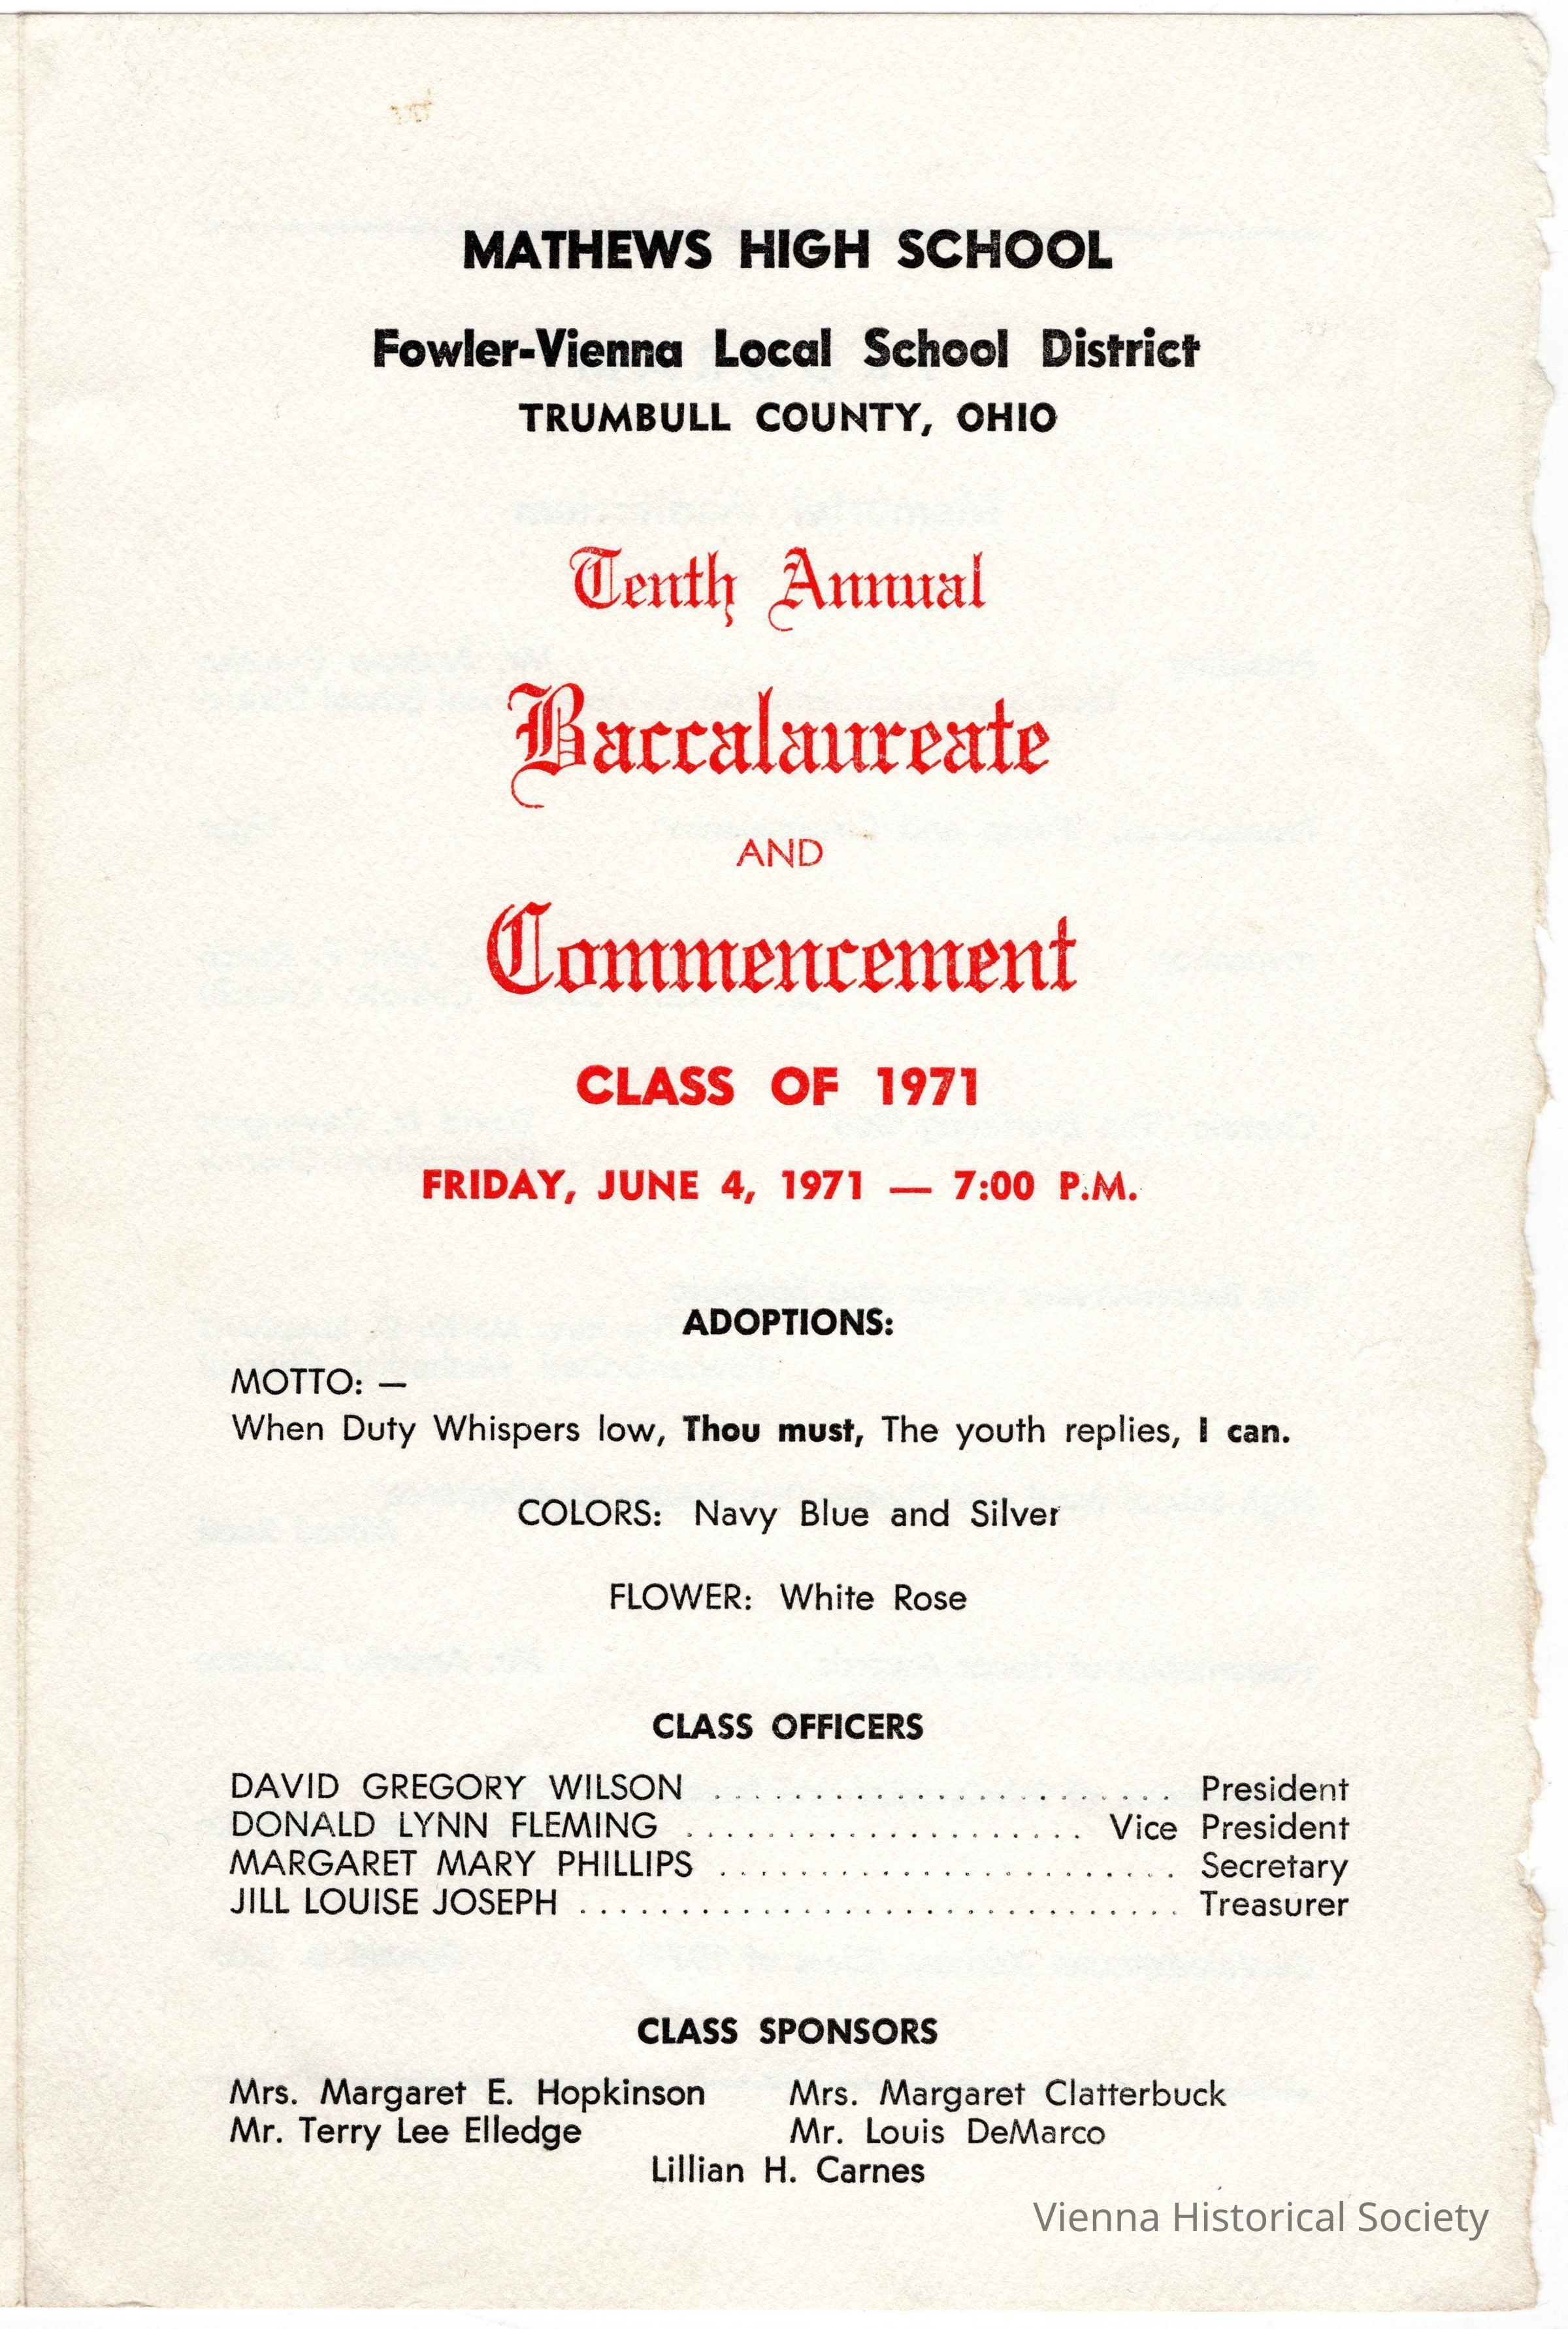 MATHEWS HIGH SCHOOL
Fowler-Vienna Local School District
TRUMBULL COUNTY, OHIO
Tenth Annual
Baccalaureate
AND
Commencement
CLASS OF 1971
FRIDAY, JUNE 4, 1971 — 7:00 P.M.
ADOPTIONS:
MOTTO: —
When Duty Whispers low, Thou must, The youth replies, I can.
COLORS: Navy Blue and Silver
FLOWER: White Rose
CLASS OFFICERS
DAVID GREGORY WILSON . . . . . . . . . . . . . . . . . . . . . . . President
DONALD LYNN FLEMING . . . . . . . . . . . . . . . . . . . . Vice President
MARGARET MARY PHILLIPS . . . . . . . . . . . . . . . . . . . . . . . Secretary
JILL LOUISE JOSEPH . . . . . . . . . . . . . . . . . . . . . . . . . . . . . . Treasurer
CLASS SPONSORS
Mrs. Margaret E. Hopkinson Mrs. Margaret Clatterbuck
Mr. Terry Lee Elledge Mr. Louis DeMarco
Lillian H. Carnes
Vienna Historical Society